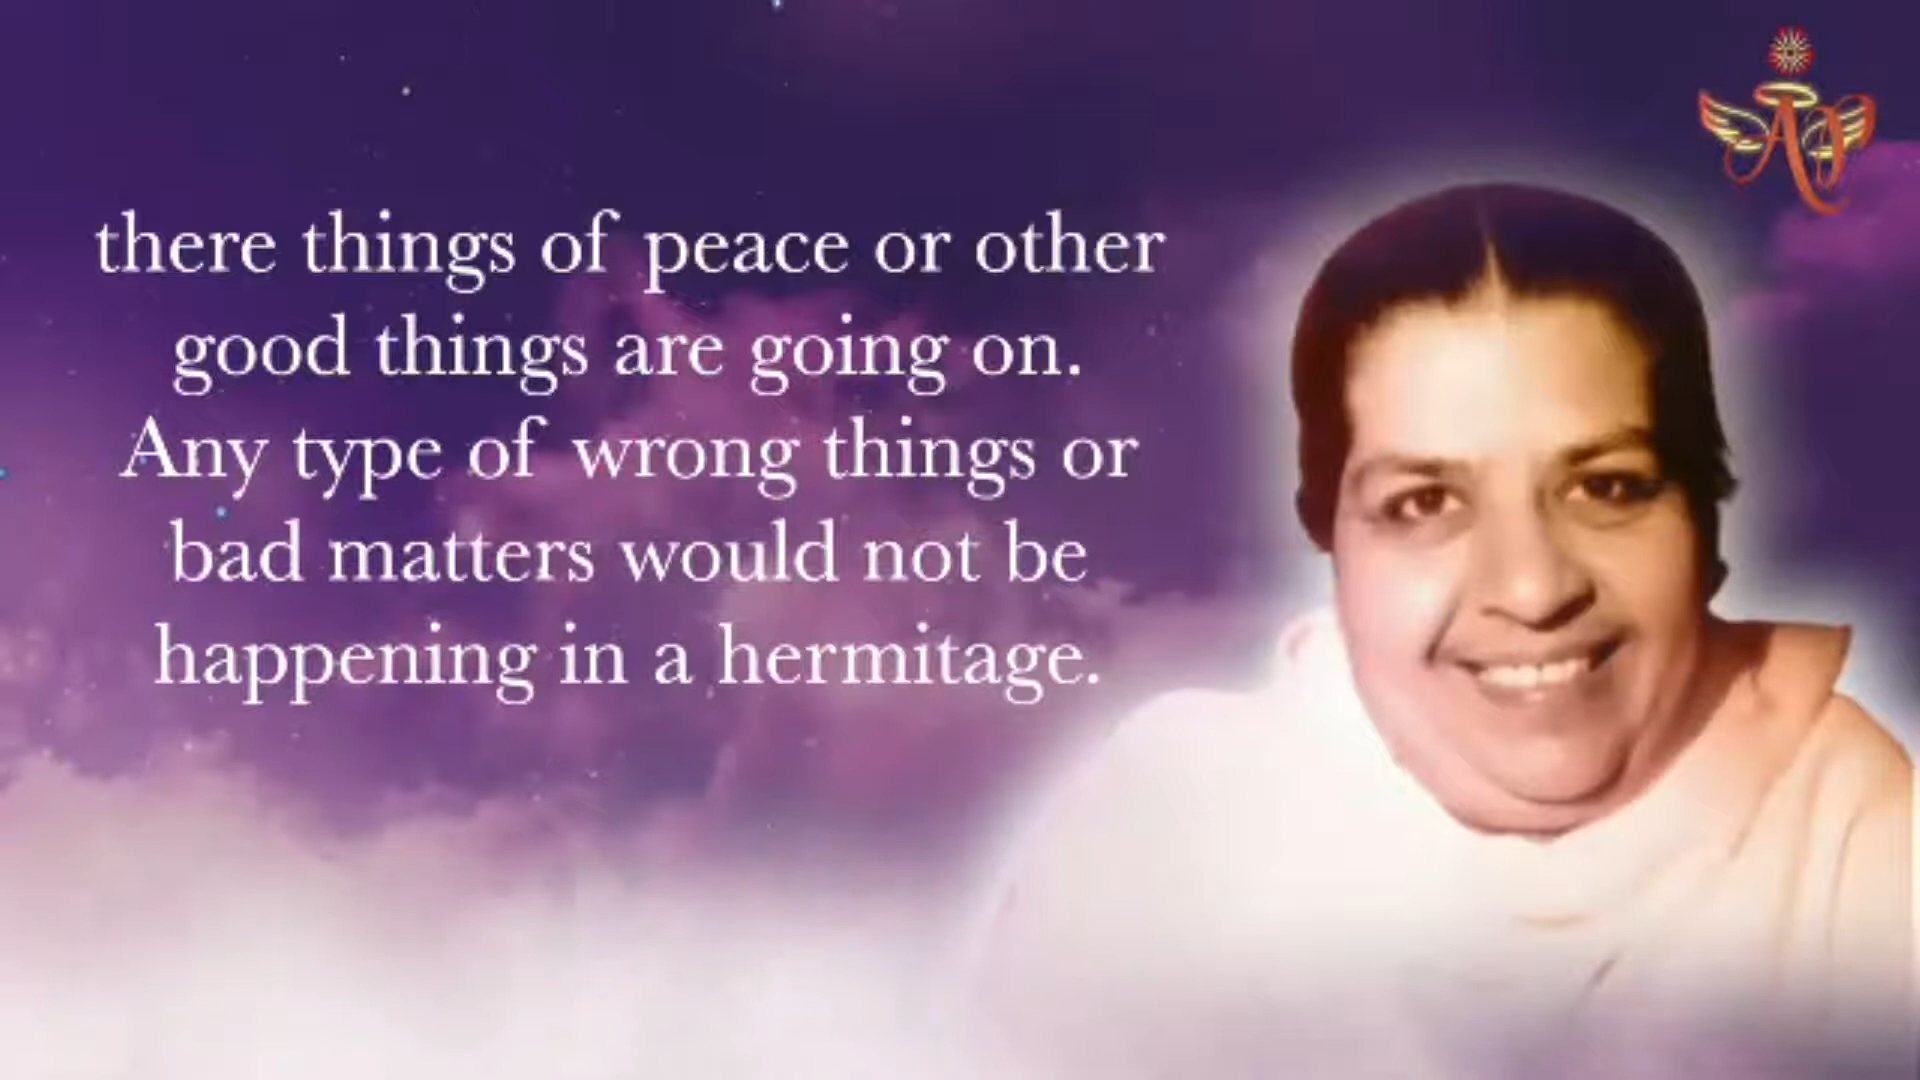 there things of peace or other
good things are going on.
Any type of wrong things or
bad matters would not be
happening in a hermitage.